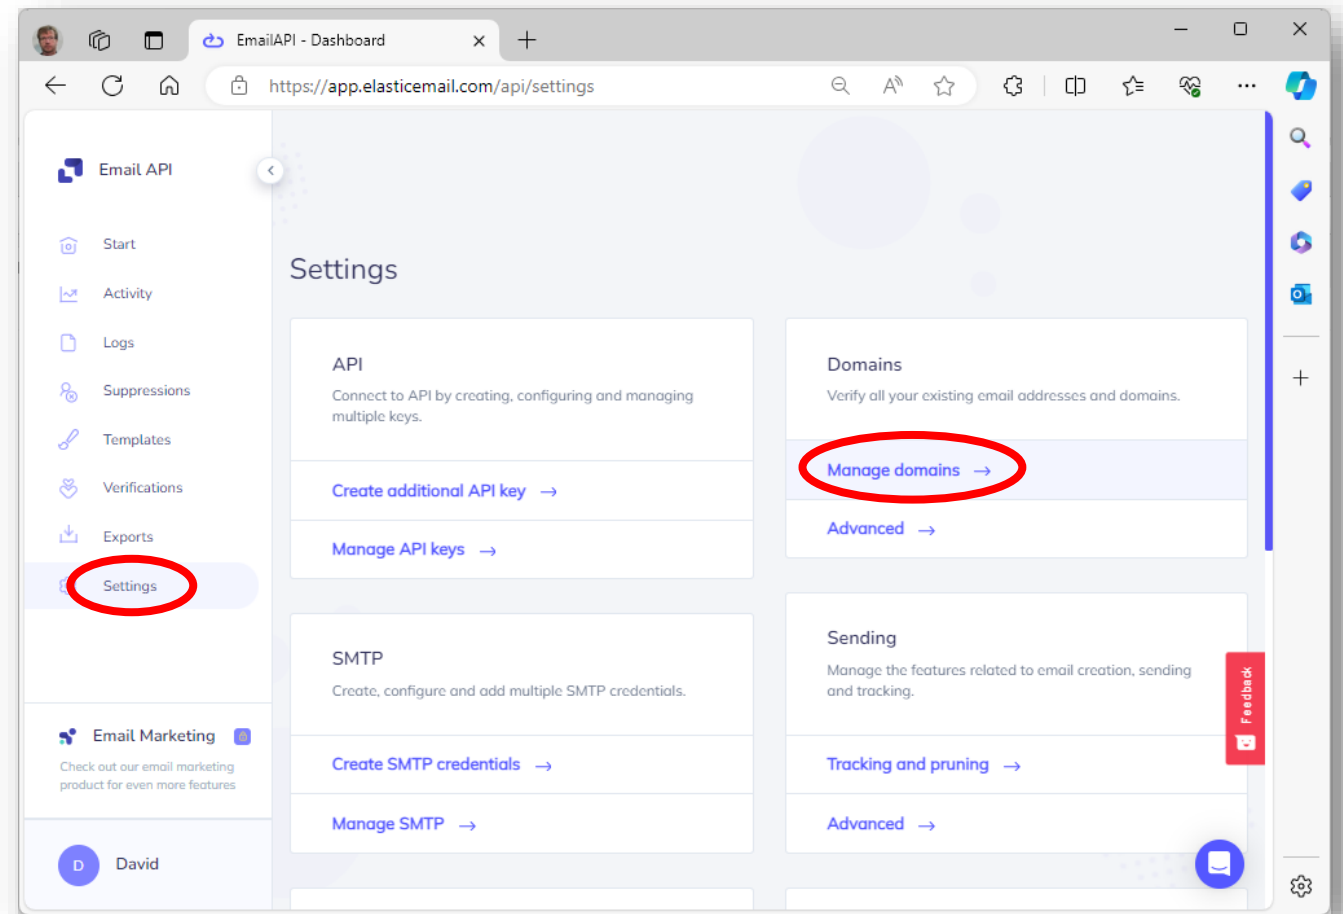 EmailAPI - Dashboard
https://app.elasticemail.com/api/settings
Email API
Start
Activity
Logs
Suppressions
Templates
Verifications
Exports
Settings
Email Marketing
Check out our email marketing
product for even more features
D
David
Settings
API
Connect to API by creating, configuring and managing
multiple keys.
Create additional API key →
Manage API keys →
Domains
Verify all your existing email addresses and domains.
Manage domains →
Advanced →
SMTP
Create, configure and add multiple SMTP credentials.
Create SMTP credentials →
Manage SMTP →
Sending
Manage the features related to email creation, sending
and tracking.
Tracking and pruning →
Advanced →
Feedback